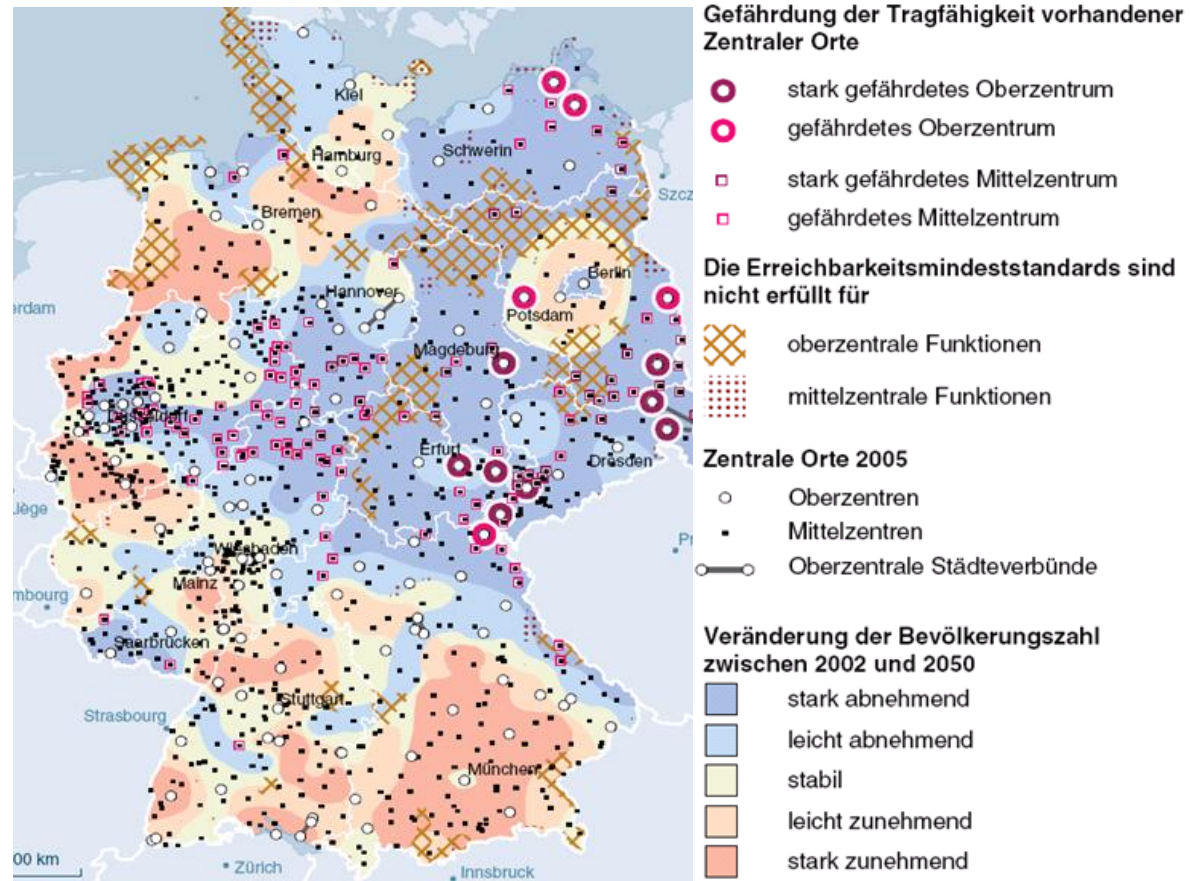 Kiel
Hamburg
Schwerin
Szcz
Bremen
Berlin
Hannover
erdam
Potsdam
Magdeburg
Düsseldorf
Erfurt
Dresden
iège
Wiesbaden
Pr
Mainz
mbourg
Saarbrücken
Stuttgart
Strasbourg
München
00 km
Zürich
Innsbruck
Gefährdung der Tragfähigkeit vorhandener
Zentraler Orte
stark gefährdetes Oberzentrum
gefährdetes Oberzentrum
stark gefährdetes Mittelzentrum
gefährdetes Mittelzentrum
Die Erreichbarkeitsmindeststandards sind
nicht erfüllt für
oberzentrale Funktionen
mittelzentrale Funktionen
Zentrale Orte 2005
Oberzentren
Mittelzentren
Oberzentrale Städteverbünde
Veränderung der Bevölkerungszahl
zwischen 2002 und 2050
stark abnehmend
leicht abnehmend
stabil
leicht zunehmend
stark zunehmend